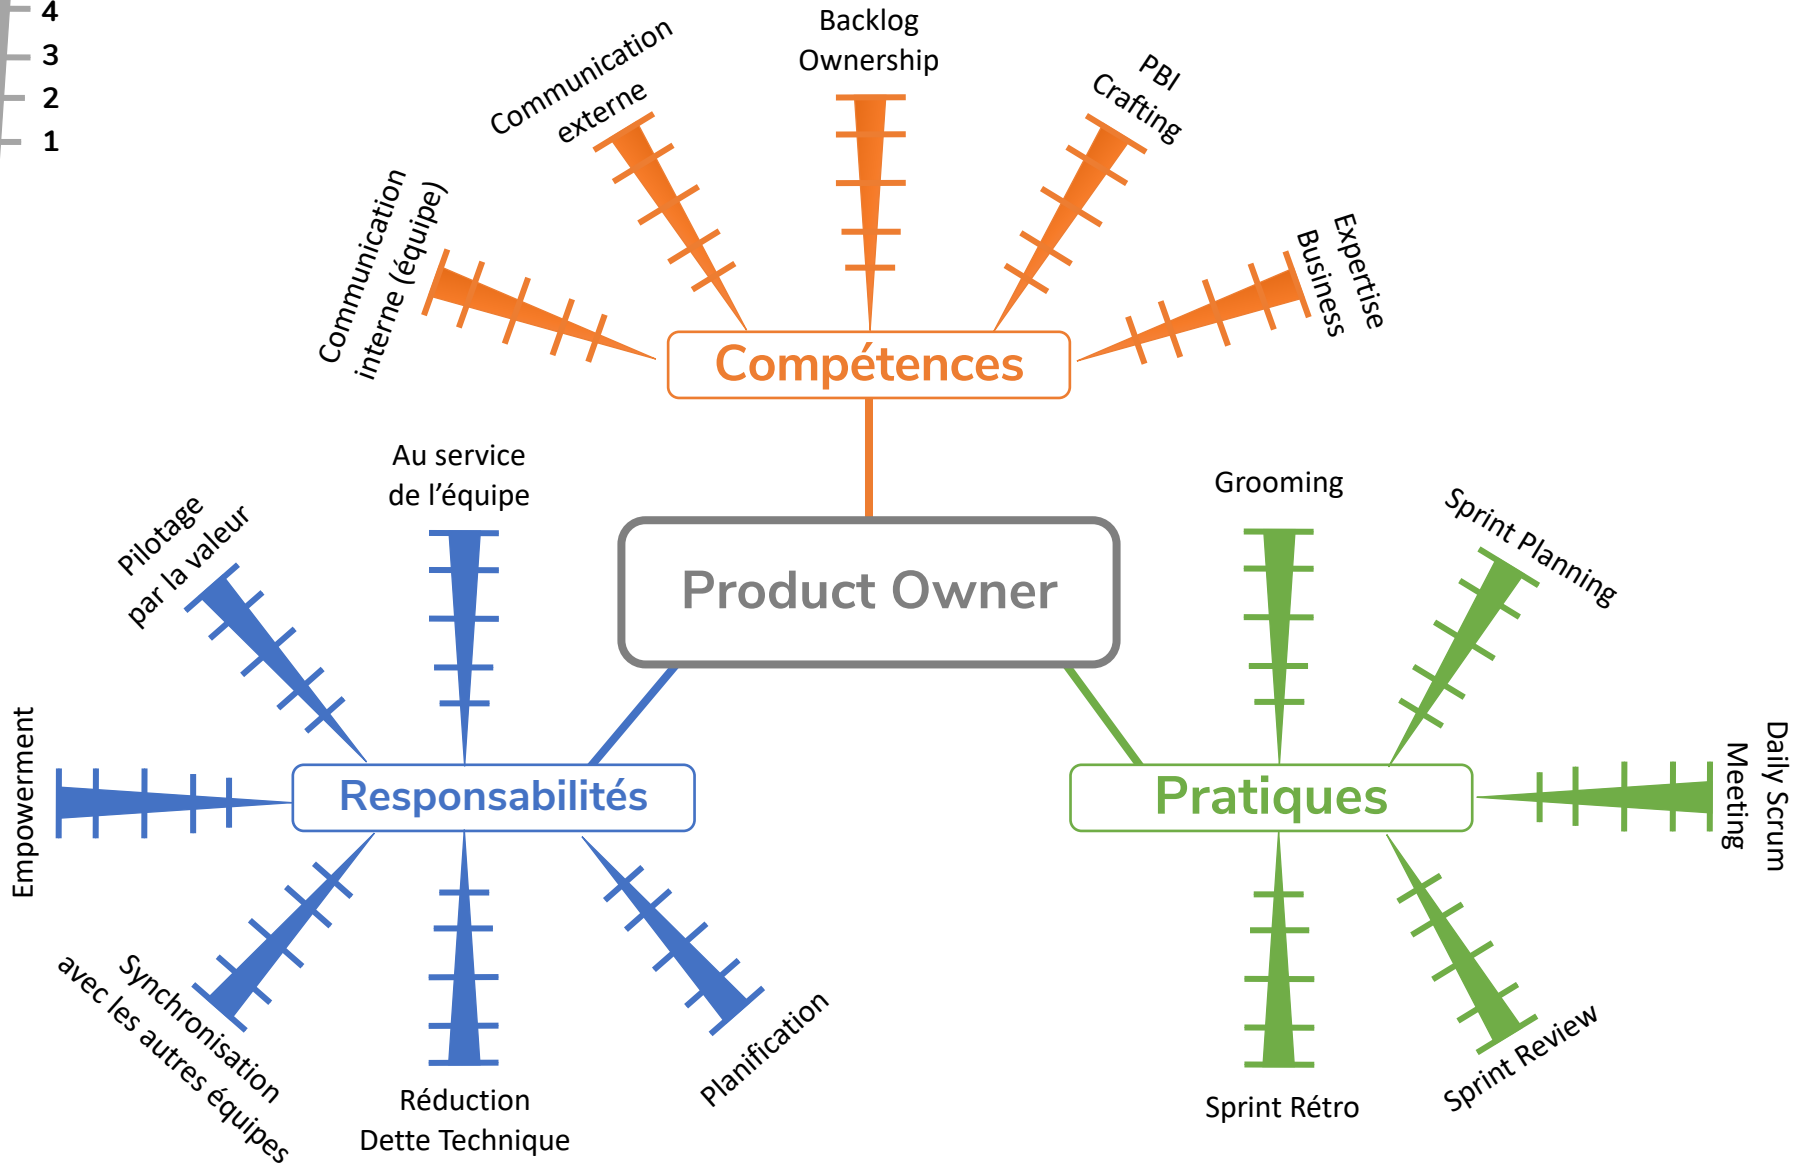 4
3
2
1
Communication
interne (équipe)
Communication
externe
Backlog
Ownership
PBI
Crafting
Expertise
Business
Compétences
Product Owner
Au service
de l'équipe
Pilotage
par la valeur
Empowerment
Responsabilités
Synchronisation
avec les autres équipes
Réduction
Dette Technique
Planification
Grooming
Sprint Planning
Daily Scrum
Meeting
Pratiques
Sprint Review
Sprint Rétro